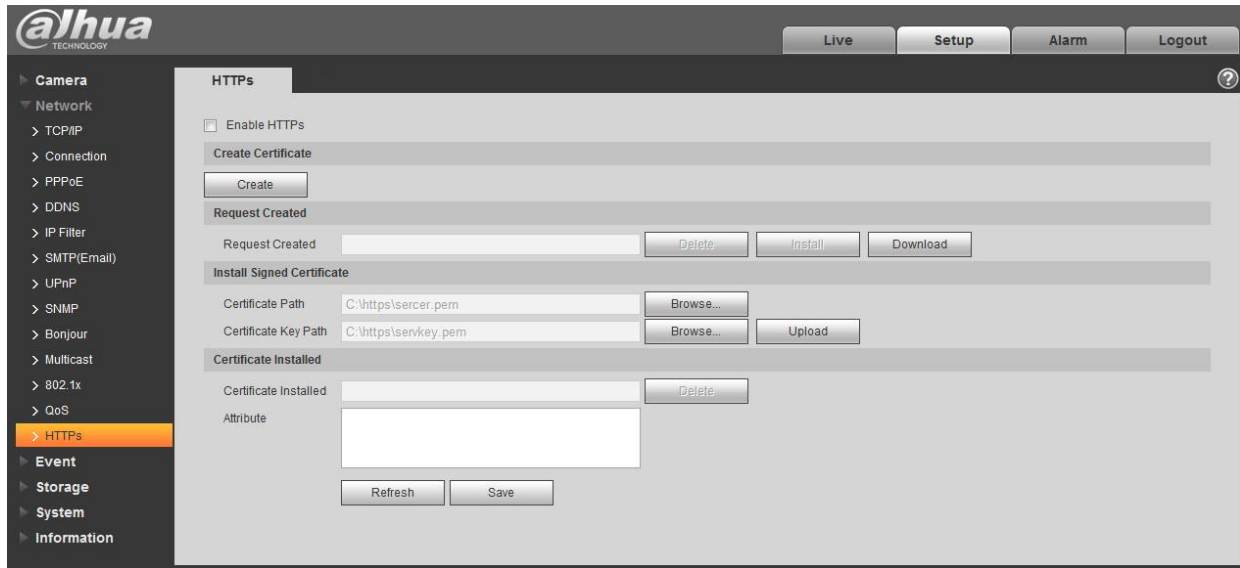 alhua
TECHNOLOGY
Live Setup Alarm Logout
Camera
Network
TCP/IP
Connection
PPPoE
DDNS
IP Filter
SMTP(Email)
UPnP
SNMP
Bonjour
Multicast
802.1x
QoS
HTTPs
Event
Storage
System
Information
HTTPs
?
Enable HTTPs
Create Certificate
Create
Request Created
Request Created Delete Install Download
Install Signed Certificate
Certificate Path C:\https\sercer.pem Browse...
Certificate Key Path C:\https\servkey.pem Browse... Upload
Certificate Installed
Certificate Installed Delete
Attribute
Refresh Save